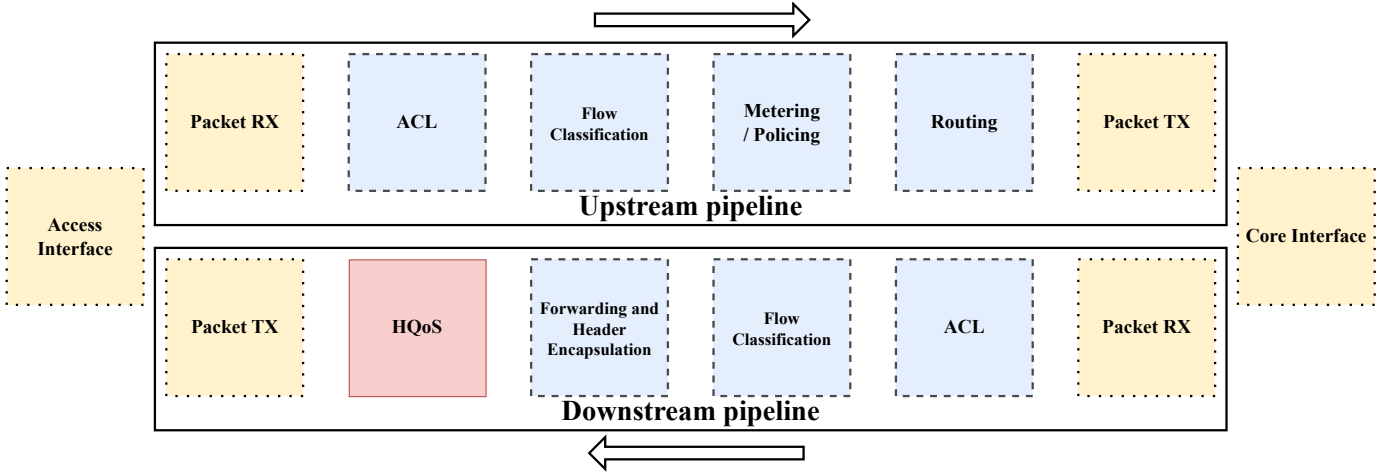 Packet RX
ACL
Flow
Classification
Metering
/ Policing
Routing
Packet TX
Upstream pipeline
Access
Interface
Core Interface
Packet TX
HQoS
Forwarding and
Header
Encapsulation
Flow
Classification
ACL
Packet RX
Downstream pipeline